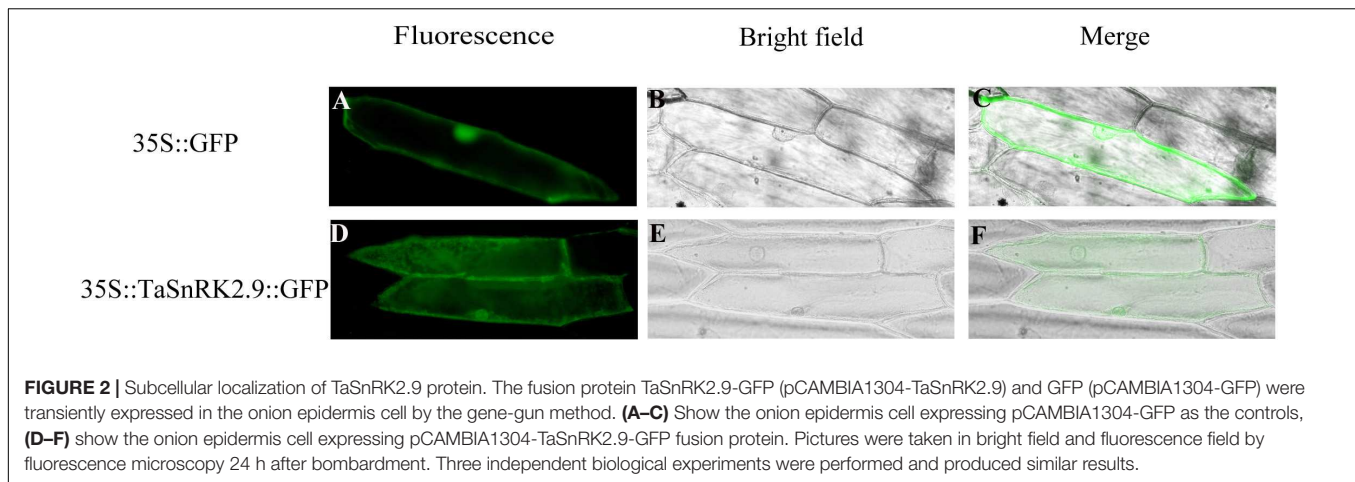 Fluorescence Bright field Merge
A B C
35S::GFP
D E F
35S::TaSnRK2.9::GFP
FIGURE 2 | Subcellular localization of TaSnRK2.9 protein. The fusion protein TaSnRK2.9-GFP (pCAMBIA1304-TaSnRK2.9) and GFP (pCAMBIA1304-GFP) were
transiently expressed in the onion epidermis cell by the gene-gun method. (A–C) Show the onion epidermis cell expressing pCAMBIA1304-GFP as the controls,
(D–F) show the onion epidermis cell expressing pCAMBIA1304-TaSnRK2.9-GFP fusion protein. Pictures were taken in bright field and fluorescence field by
fluorescence microscopy 24 h after bombardment. Three independent biological experiments were performed and produced similar results.